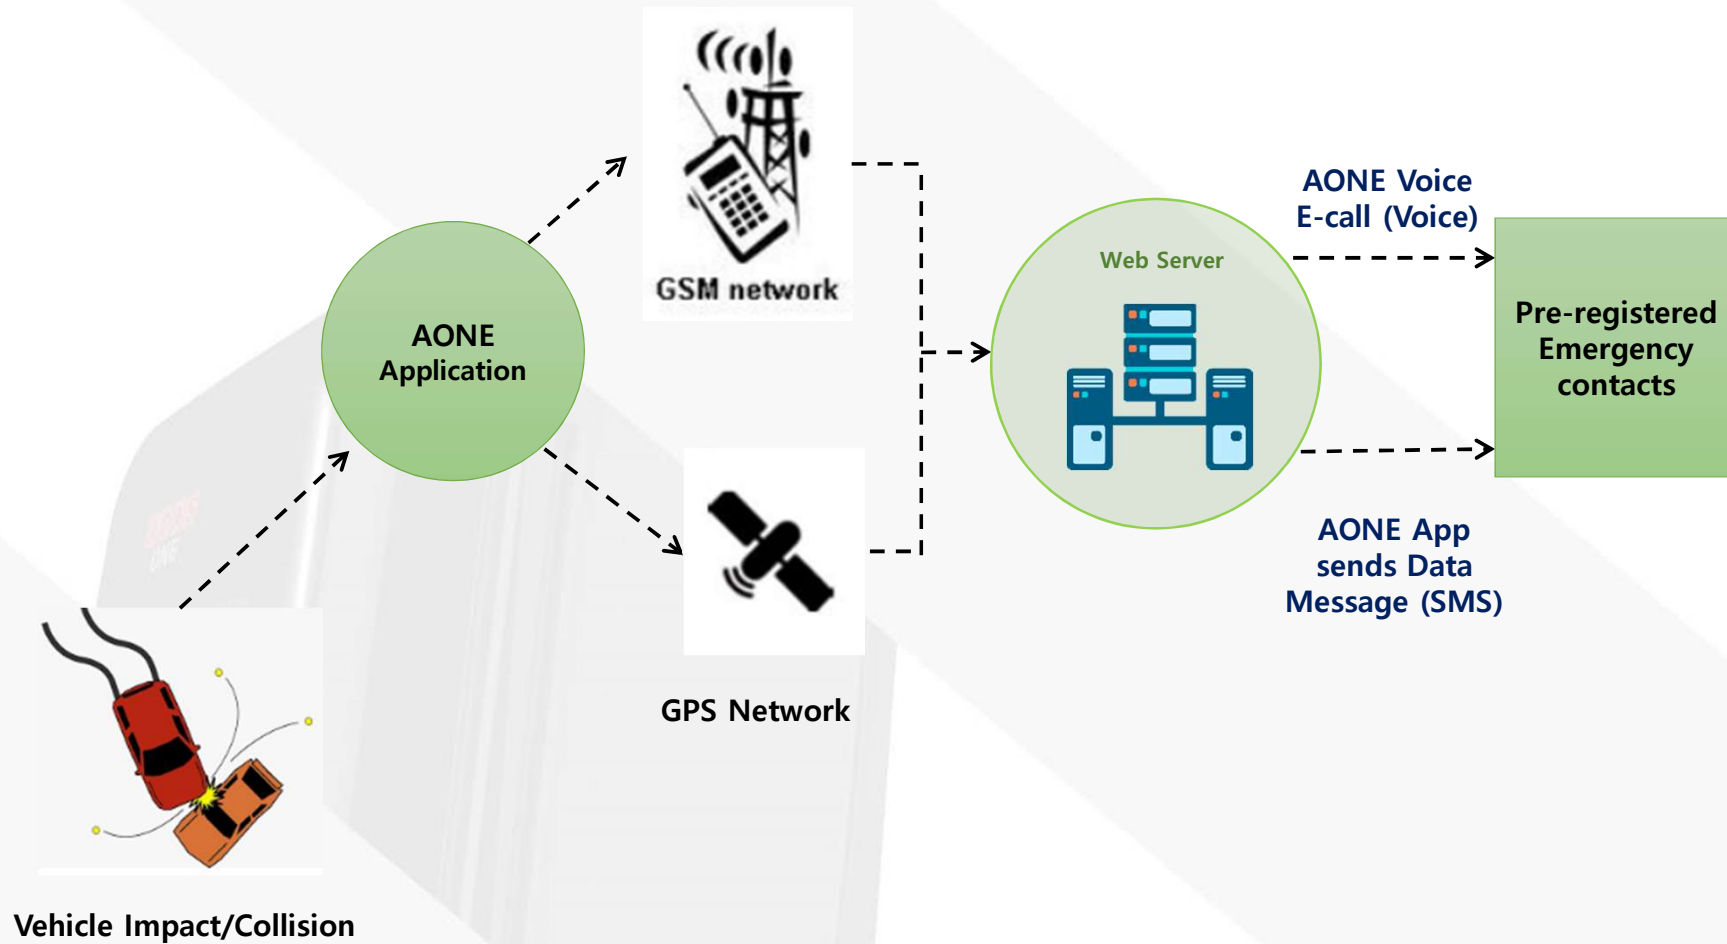 GSM network
AONE Voice
E-call (Voice)
Web Server
AONE
Application
Pre-registered
Emergency
contacts
AONE App
sends Data
Message (SMS)
GPS Network
Vehicle Impact/Collision